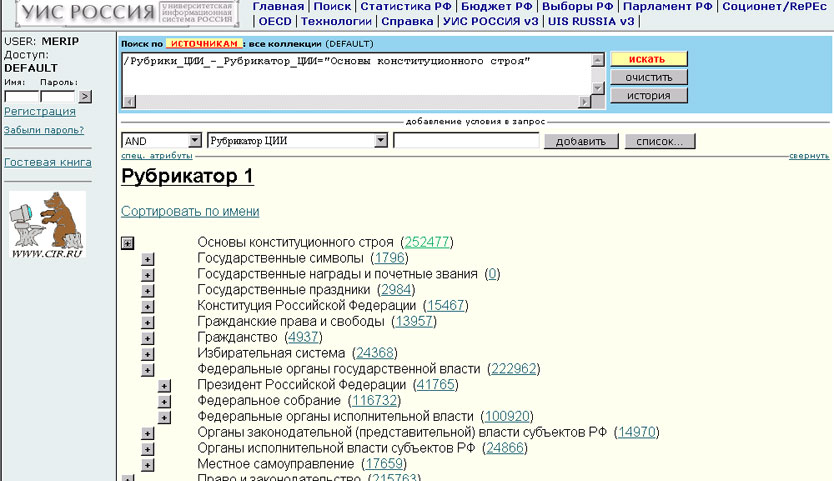 УИС РОССИЯ
университетская
информационная
система РОССИЯ
Главная | Поиск | Статистика РФ | Бюджет РФ | Выборы РФ | Парламент РФ | Соционет/RePEc
| OECD | Технологии | Справка | УИС РОССИЯ v3 | UIS RUSSIA v3 |
USER: MERIP
Доступ:
DEFAULT
Имя: Пароль:
>
Регистрация
Забыли пароль?
Гостевая книга
WWW.CIR.RU
Поиск по ИСТОЧНИКАМ : все коллекции (DEFAULT)
/Рубрики_ЦИИ_-_Рубрикатор_ЦИИ="Основы конституционного строя"
искать
очистить
история
добавление условия в запрос
AND Рубрикатор ЦИИ добавить список...
спец. атрибуты свернуть
Рубрикатор 1
Сортировать по имени
+ Основы конституционного строя (252477)
+ Государственные символы (1796)
+ Государственные награды и почетные звания (0)
+ Государственные праздники (2984)
+ Конституция Российской Федерации (15467)
+ Гражданские права и свободы (13957)
+ Гражданство (4937)
+ Избирательная система (24368)
+ Федеральные органы государственной власти (222962)
+ Президент Российской Федерации (41765)
+ Федеральное собрание (116732)
+ Федеральные органы исполнительной власти (100920)
+ Органы законодательной (представительной) власти субъектов РФ (14970)
+ Органы исполнительной власти субъектов РФ (24866)
+ Местное самоуправление (17659)
+ Право и законодательство (215763)